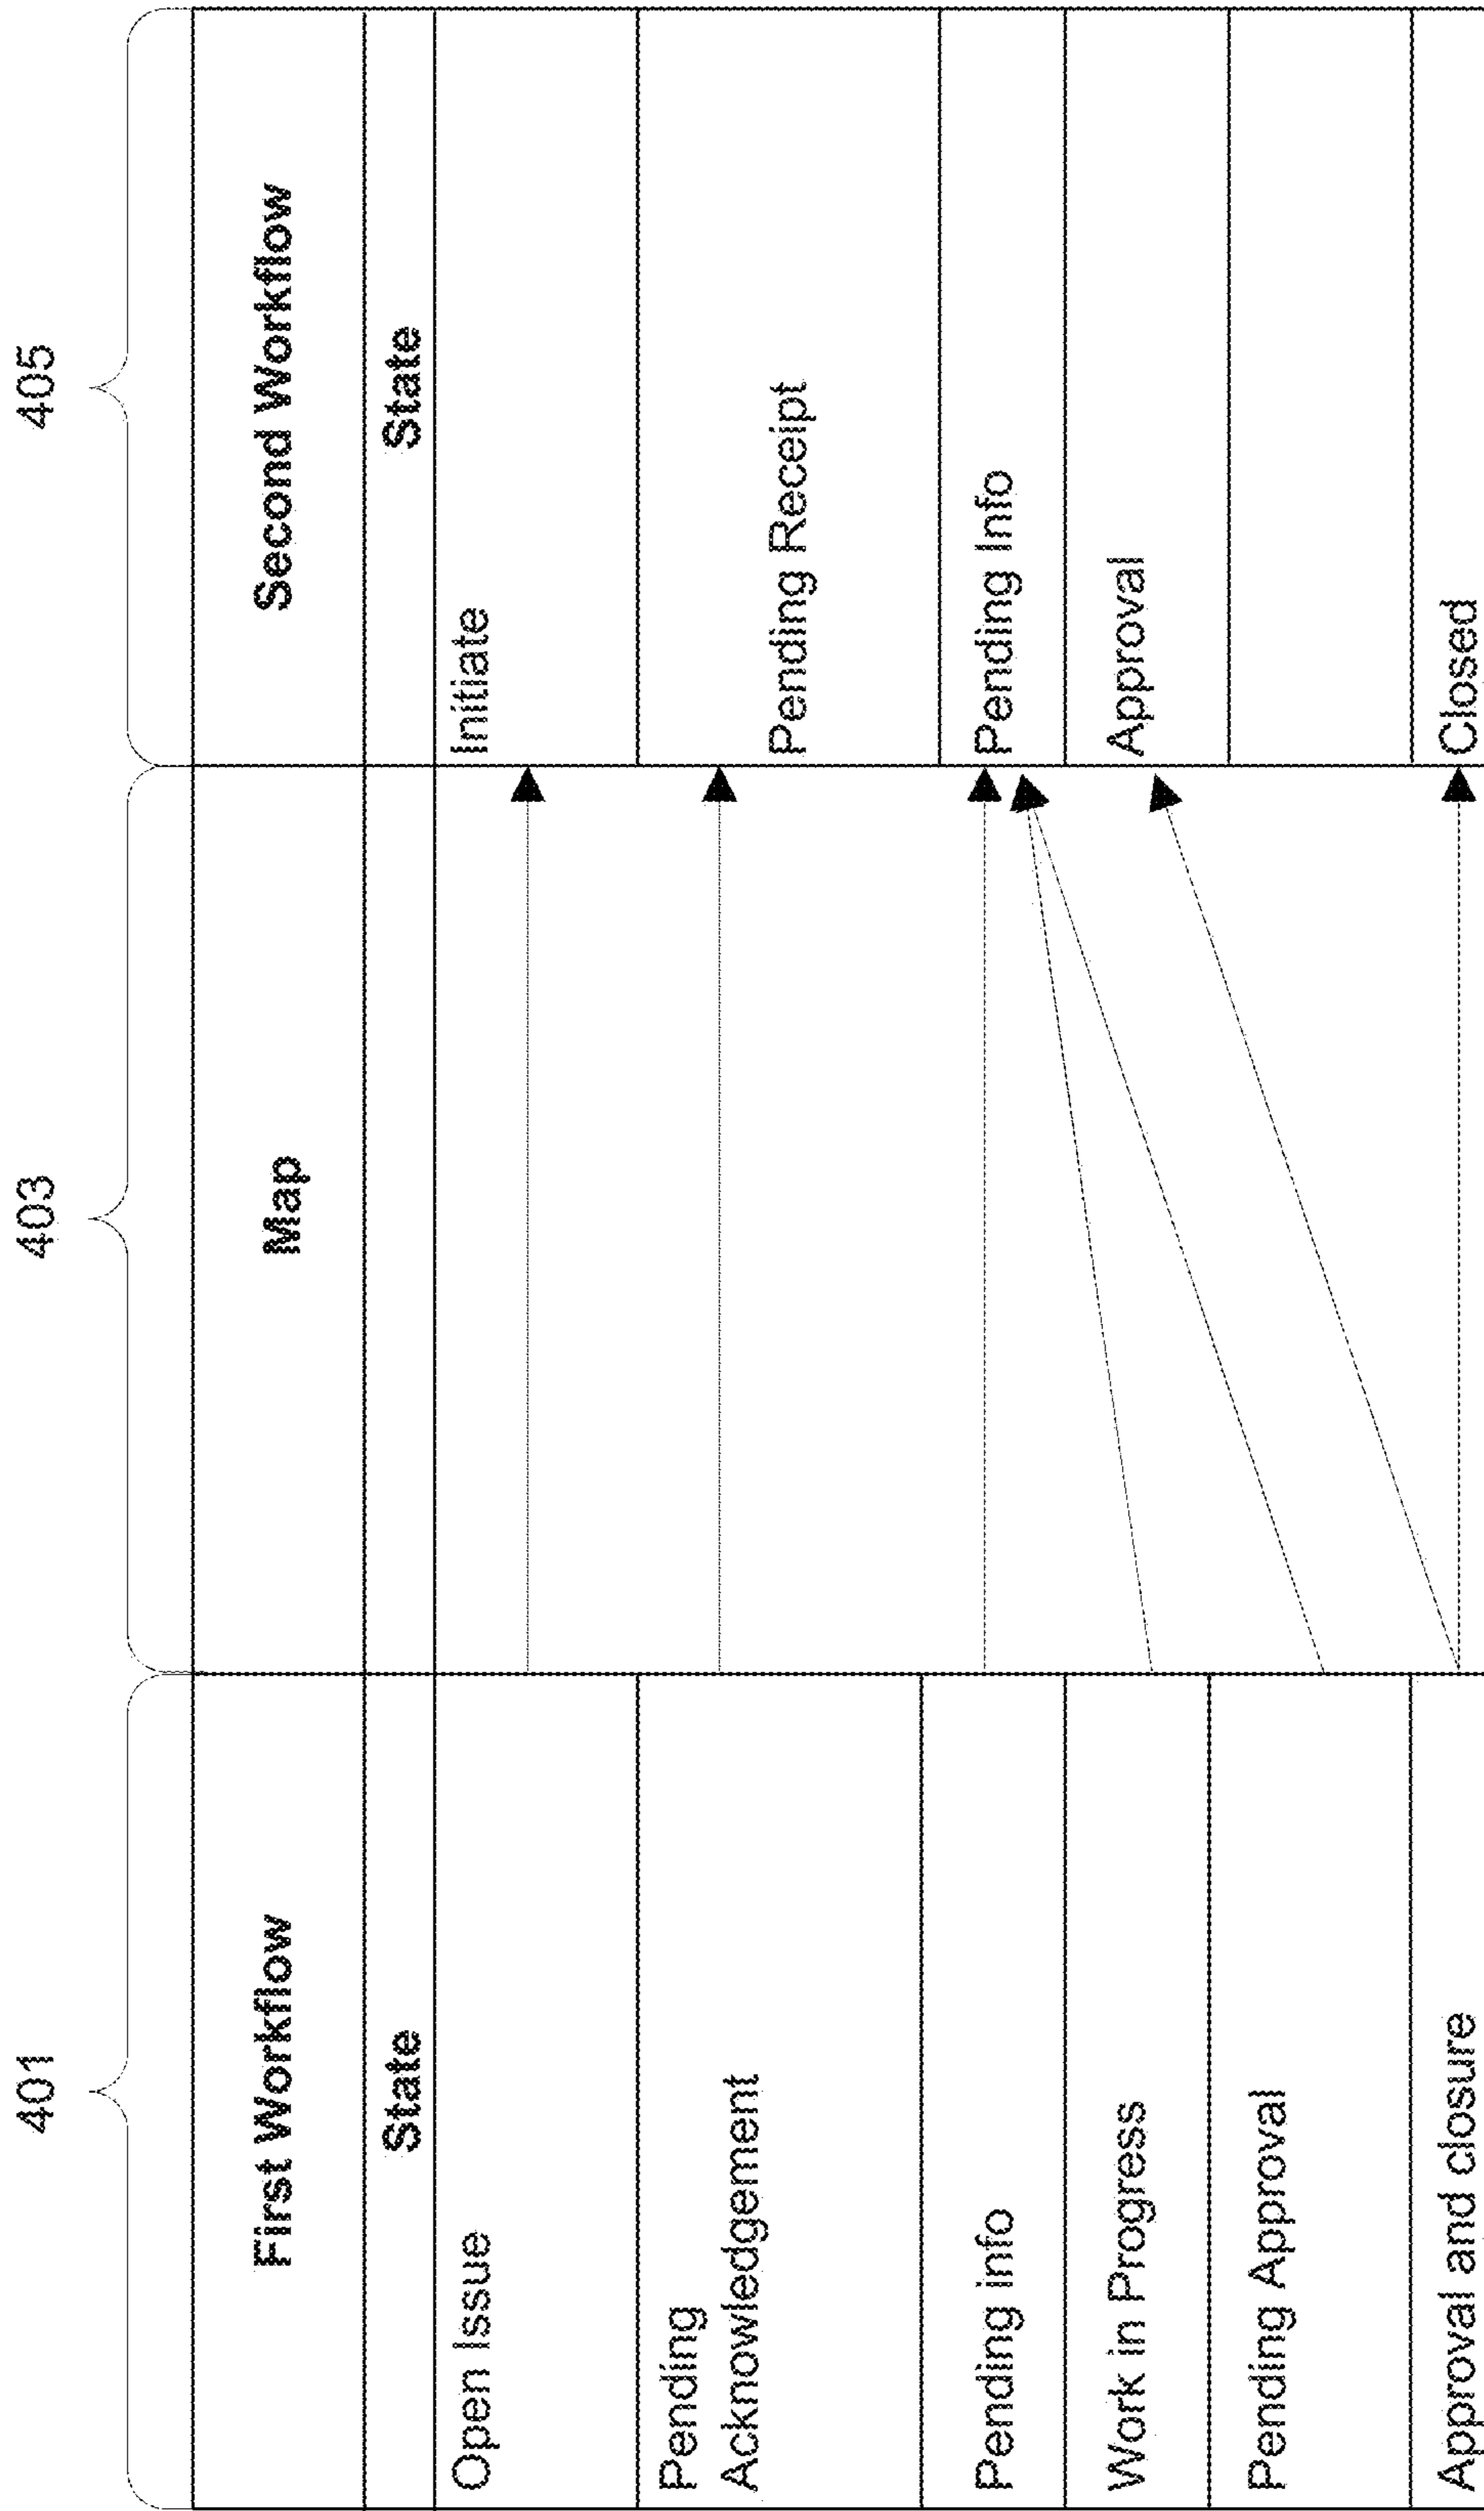 401
403
405
First Workflow
Map
Second Workflow
State
State
Open Issue
Initiate
Pending
Acknowledgement
Pending Receipt
Pending info
Pending Info
Work in Progress
Approval
Pending Approval
Approval and closure
Closed